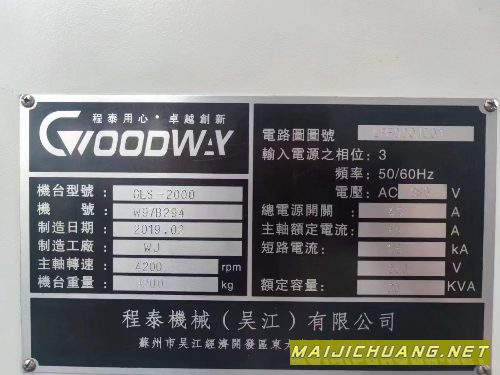 程泰用心·卓越創新
GOODWAY
機台型號： GLS-2000
機 號：
制造日期： 2019.02
制造工廠： WJ
主軸轉速： 4200 rpm
機台重量： kg
電路圖圖號
輸入電源之相位：3
頻率：50/60Hz
電壓：AC V
總電源開關： A
主軸額定電流： A
短路電流： kA
V
額定容量： KVA
程泰機械（吴江）有限公司
蘇州市吴江經濟開發區東太
MAIJICHUANG.NET